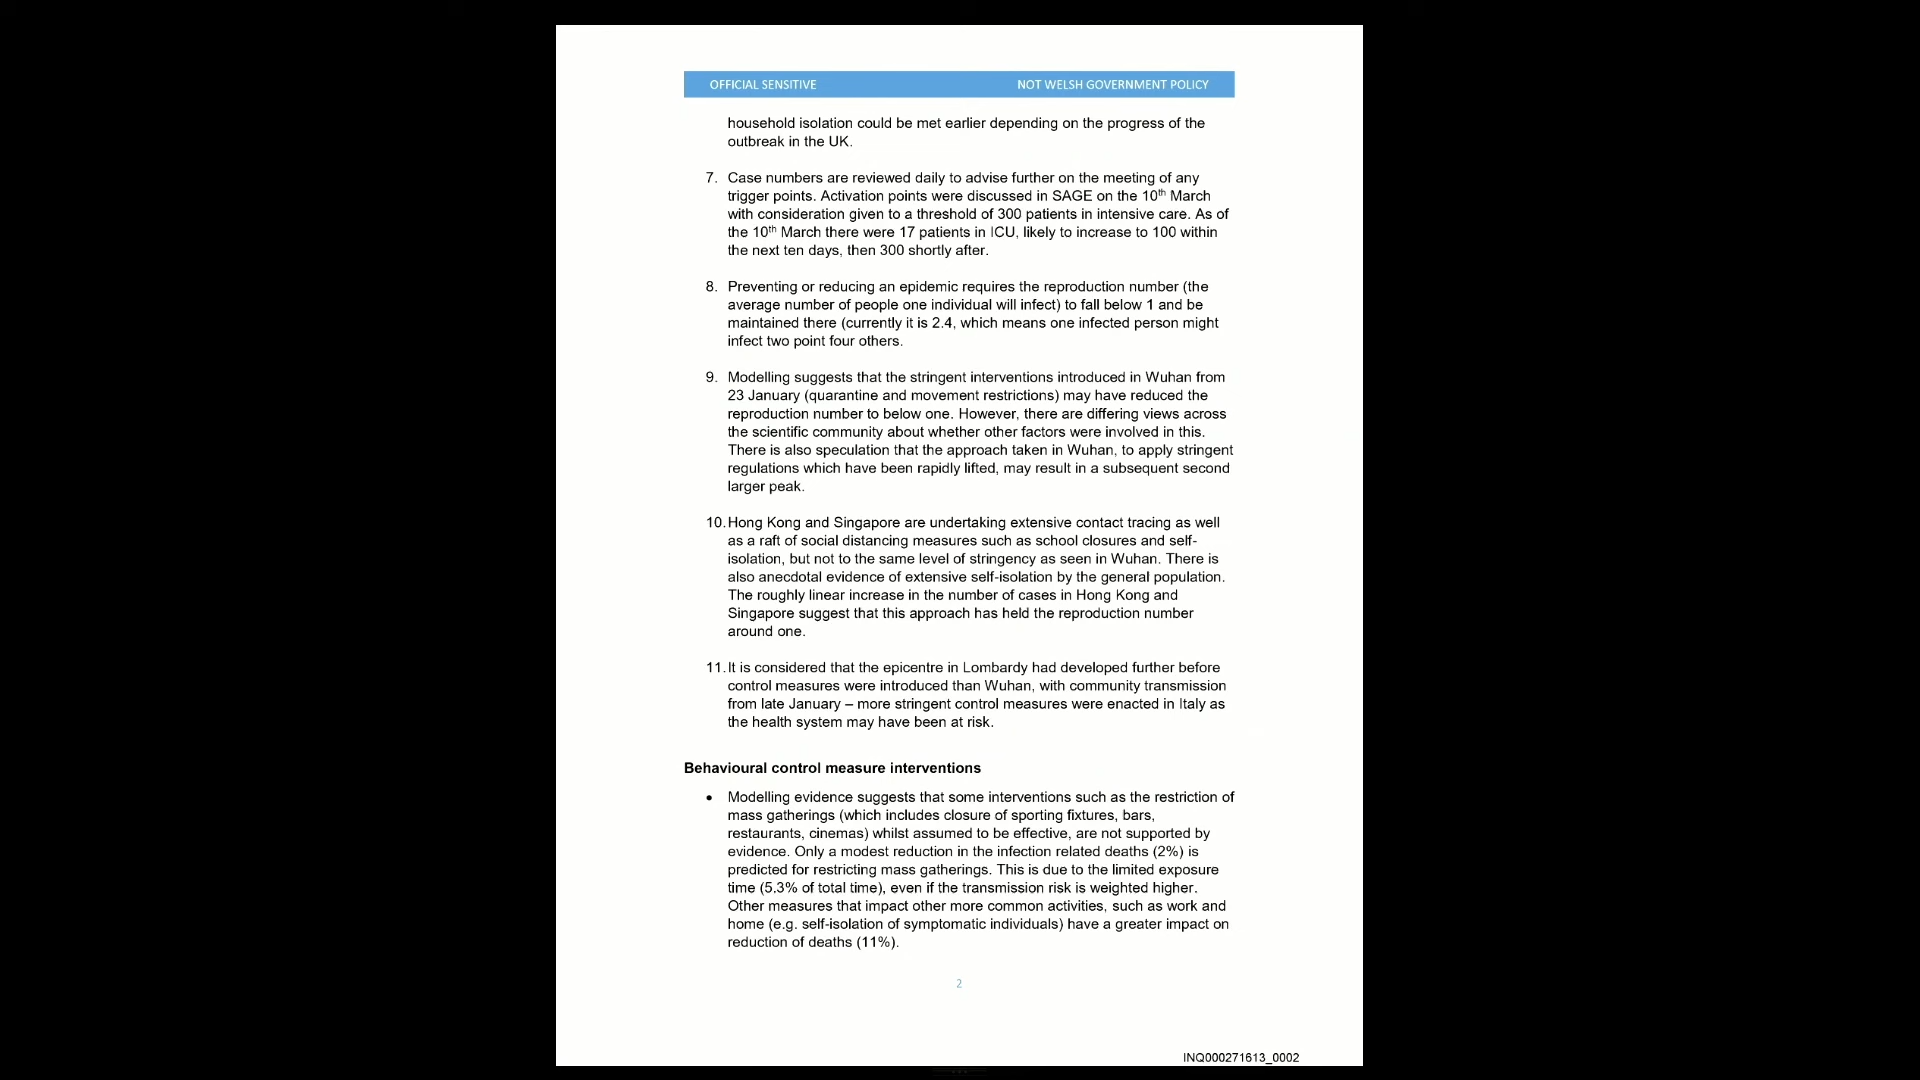 OFFICIAL SENSITIVE NOT WELSH GOVERNMENT POLICY
household isolation could be met earlier depending on the progress of the
outbreak in the UK.
7. Case numbers are reviewed daily to advise further on the meeting of any
trigger points. Activation points were discussed in SAGE on the 10th March
with consideration given to a threshold of 300 patients in intensive care. As of
the 10th March there were 17 patients in ICU, likely to increase to 100 within
the next ten days, then 300 shortly after.
8. Preventing or reducing an epidemic requires the reproduction number (the
average number of people one individual will infect) to fall below 1 and be
maintained there (currently it is 2.4, which means one infected person might
infect two point four others.
9. Modelling suggests that the stringent interventions introduced in Wuhan from
23 January (quarantine and movement restrictions) may have reduced the
reproduction number to below one. However, there are differing views across
the scientific community about whether other factors were involved in this.
There is also speculation that the approach taken in Wuhan, to apply stringent
regulations which have been rapidly lifted, may result in a subsequent second
larger peak.
10. Hong Kong and Singapore are undertaking extensive contact tracing as well
as a raft of social distancing measures such as school closures and self-
isolation, but not to the same level of stringency as seen in Wuhan. There is
also anecdotal evidence of extensive self-isolation by the general population.
The roughly linear increase in the number of cases in Hong Kong and
Singapore suggest that this approach has held the reproduction number
around one.
11. It is considered that the epicentre in Lombardy had developed further before
control measures were introduced than Wuhan, with community transmission
from late January – more stringent control measures were enacted in Italy as
the health system may have been at risk.
Behavioural control measure interventions
• Modelling evidence suggests that some interventions such as the restriction of
mass gatherings (which includes closure of sporting fixtures, bars,
restaurants, cinemas) whilst assumed to be effective, are not supported by
evidence. Only a modest reduction in the infection related deaths (2%) is
predicted for restricting mass gatherings. This is due to the limited exposure
time (5.3% of total time), even if the transmission risk is weighted higher.
Other measures that impact other more common activities, such as work and
home (e.g. self-isolation of symptomatic individuals) have a greater impact on
reduction of deaths (11%).
2
INQ000271613_0002